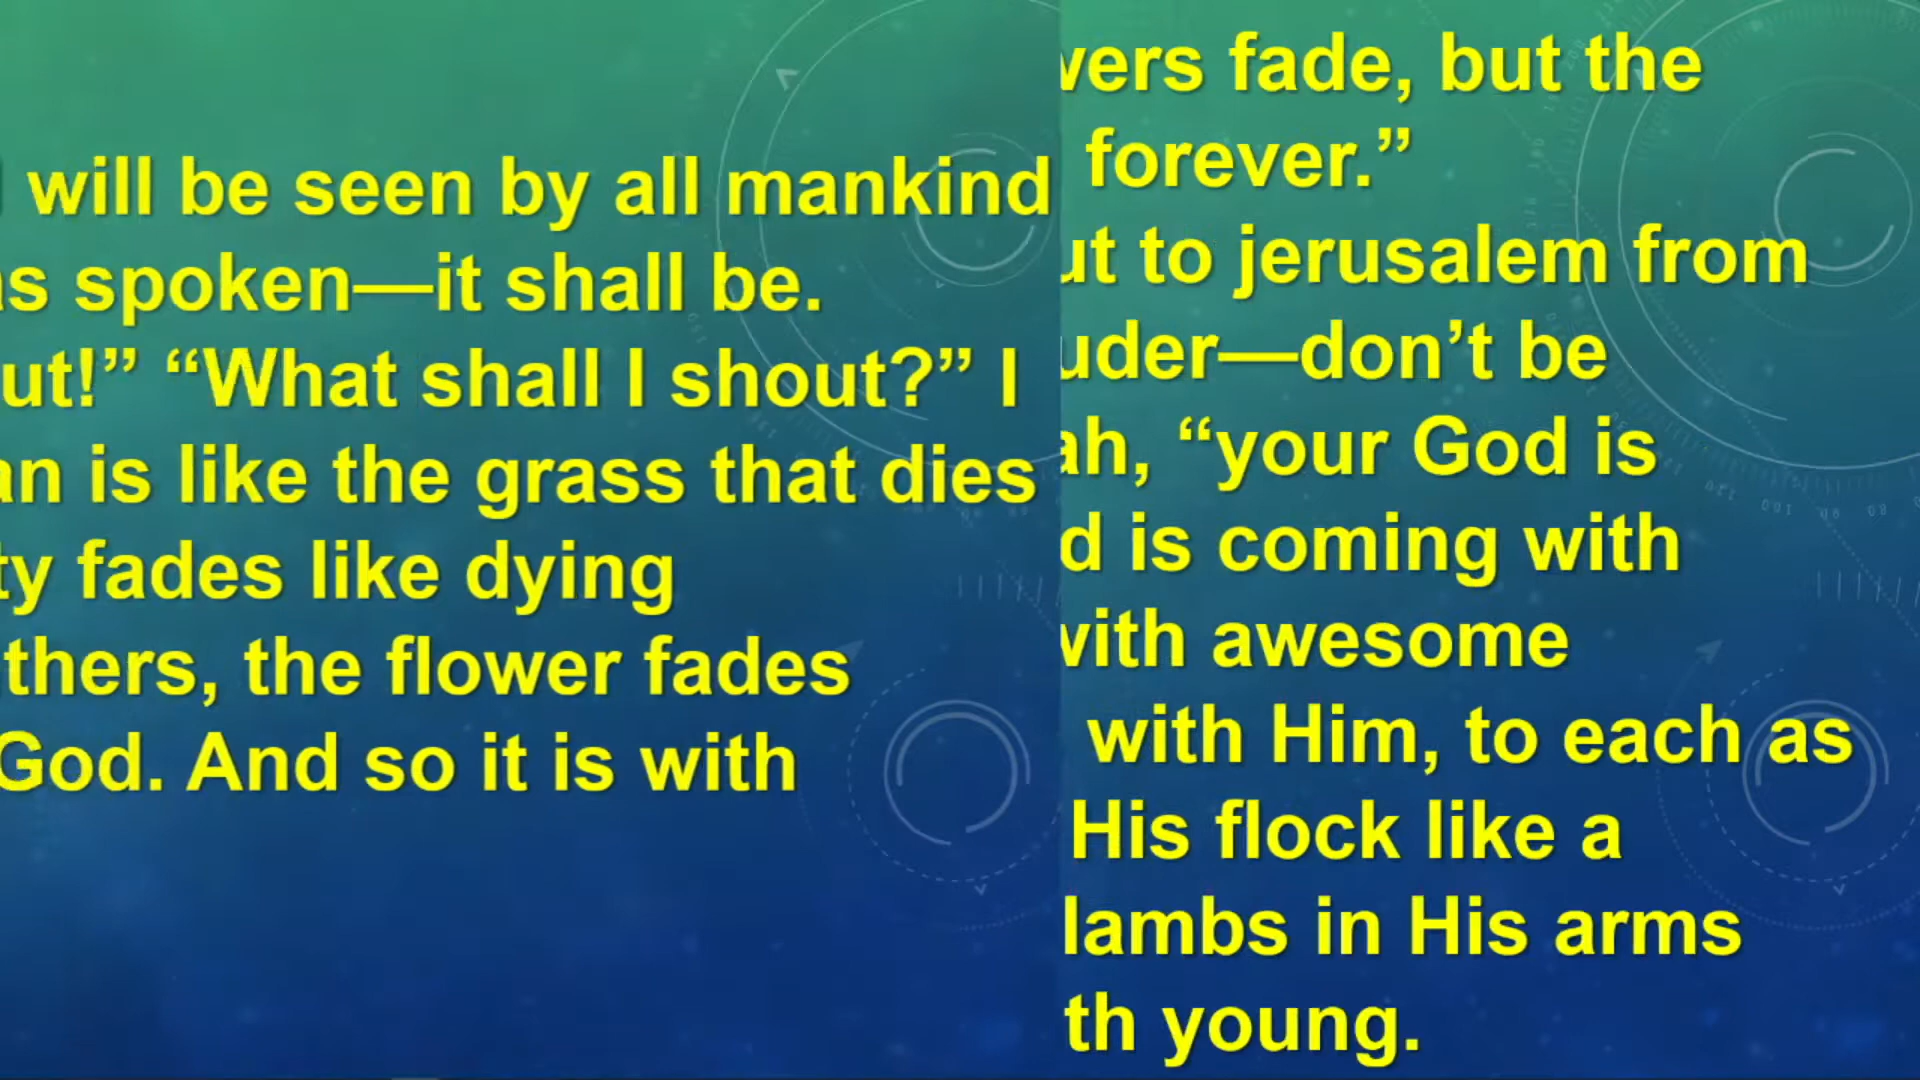 will be seen by all mankind
as spoken—it shall be.
ut!” “What shall I shout?” I
an is like the grass that dies
ty fades like dying
thers, the flower fades
God. And so it is with
wers fade, but the
forever.”
ut to jerusalem from
uder—don’t be
ah, “your God is
d is coming with
with awesome
with Him, to each as
His flock like a
lambs in His arms
th young.